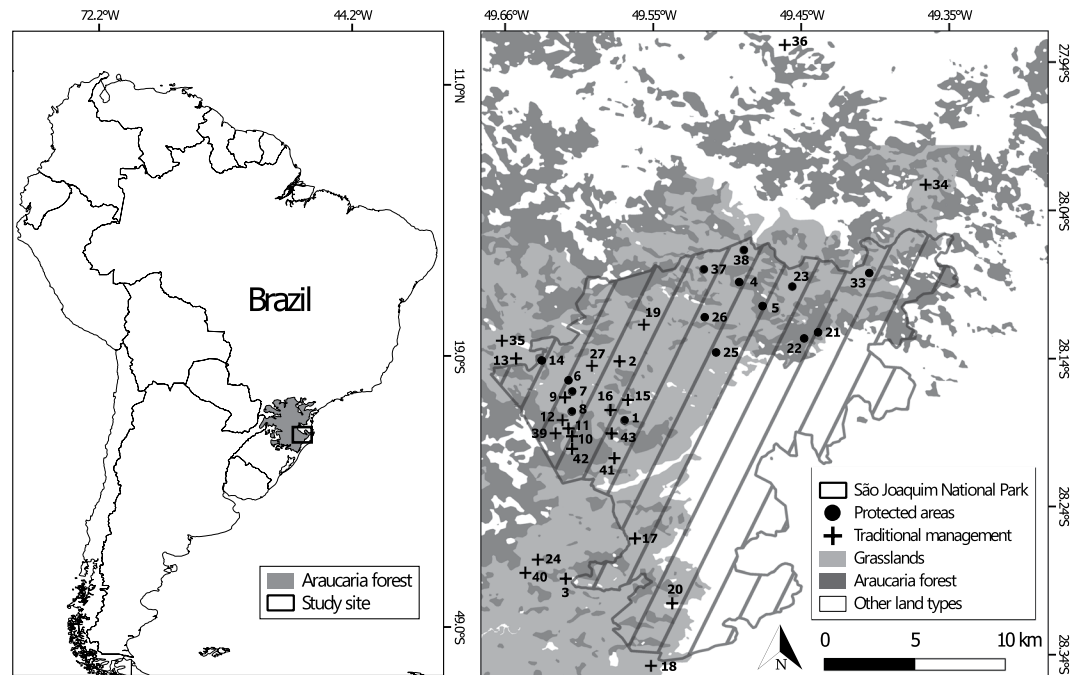 72.2°W
44.2°W
11.0°N
19.0°S
49.0°S
Brazil
Araucaria forest
Study site
49.66°W
49.55°W
49.45°W
49.35°W
27.94°S
28.04°S
28.14°S
28.24°S
28.34°S
36
34
38
37
4
23
33
5
26
19
21
22
25
35
13
14
27
2
6
7
9
16
15
8
12
1
11
39
10
43
42
41
17
24
40
3
20
18
São Joaquim National Park
Protected areas
Traditional management
Grasslands
Araucaria forest
Other land types
N
0 5 10 km